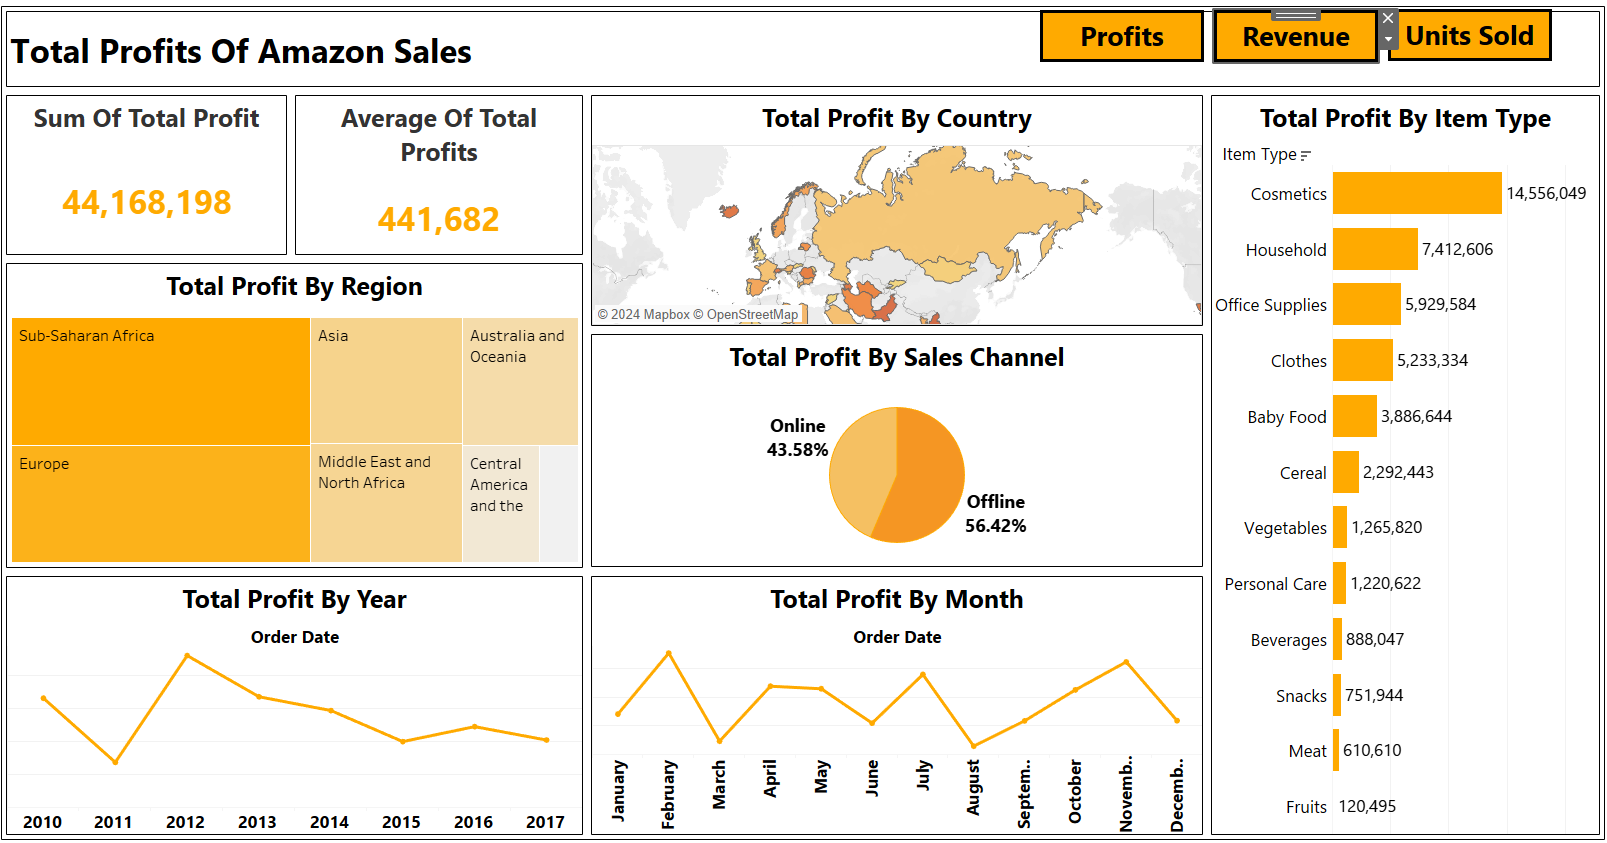 Total Profits Of Amazon Sales
Profits
Revenue
Units Sold
Sum Of Total Profit
44,168,198
Average Of Total
Profits
441,682
Total Profit By Region
Sub-Saharan Africa
Asia
Australia and
Oceania
Europe
Middle East and
North Africa
Central
America
and the
Total Profit By Country
© 2024 Mapbox © OpenStreetMap
Total Profit By Sales Channel
Online
43.58%
Offline
56.42%
Total Profit By Item Type
Item Type
Cosmetics 14,556,049
Household 7,412,606
Office Supplies 5,929,584
Clothes 5,233,334
Baby Food 3,886,644
Cereal 2,292,443
Vegetables 1,265,820
Personal Care 1,220,622
Beverages 888,047
Snacks 751,944
Meat 610,610
Fruits 120,495
Total Profit By Year
Order Date
2010 2011 2012 2013 2014 2015 2016 2017
Total Profit By Month
Order Date
January
February
March
April
May
June
July
August
Septem..
October
Novemb..
Decemb..